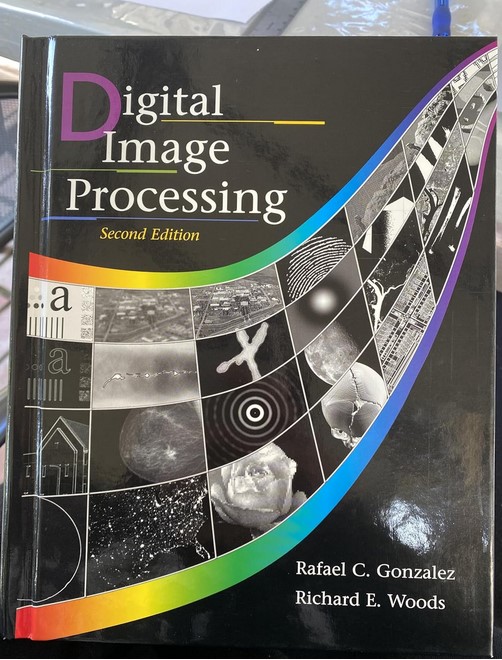 Digital
Image
Processing
Second Edition
...a
a
Rafael C. Gonzalez
Richard E. Woods